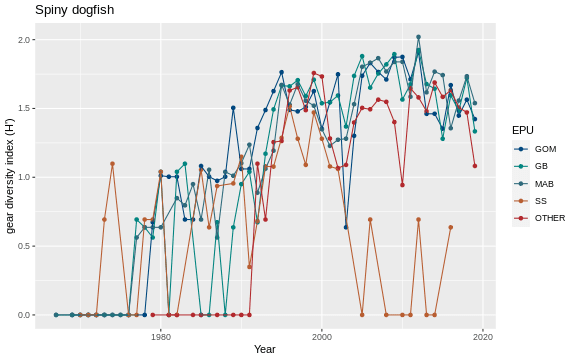 Spiny dogfish
gear diversity index (H')
2.0
1.5
1.0
0.5
0.0
1980
2000
2020
Year
EPU
GOM
GB
MAB
SS
OTHER